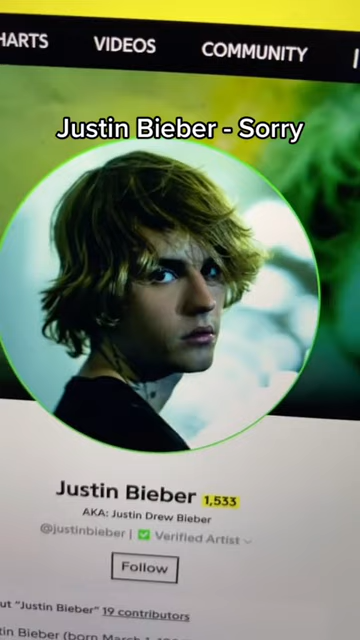 HARTS VIDEOS COMMUNITY
Justin Bieber - Sorry
Justin Bieber 1,533
AKA: Justin Drew Bieber
@justinbieber | ✅ Verified Artist
Follow
ut "Justin Bieber" 19 contributors
tin Bieber (born March 1,